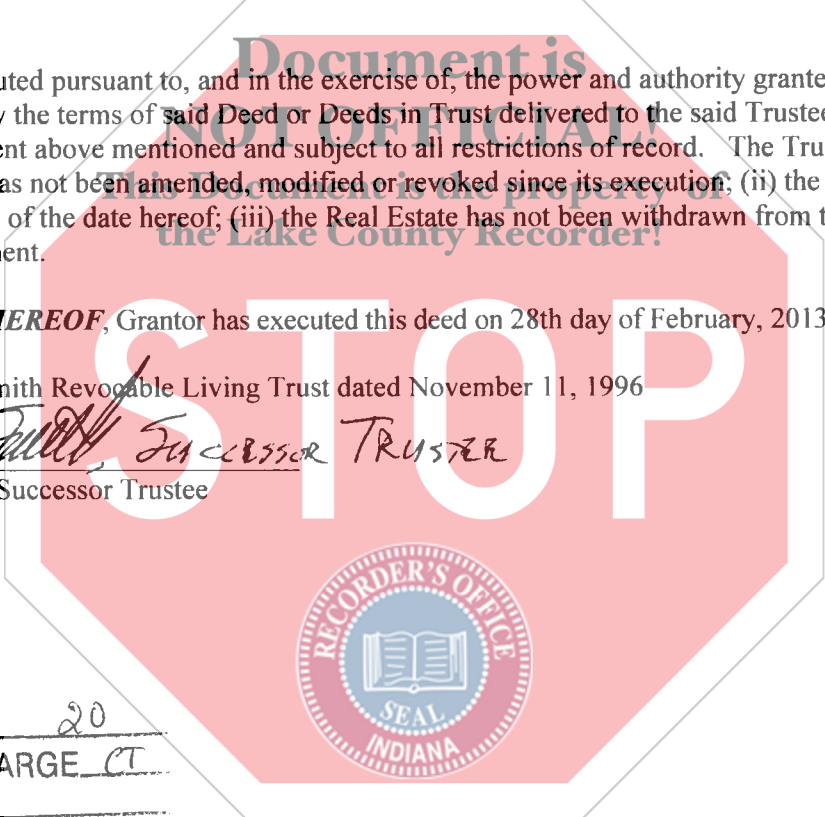 Document is
uted pursuant to, and in the exercise of, the power and authority grante
y the terms of said Deed or Deeds in Trust delivered to the said Trustee
NOT OFFICIAL!
ent above mentioned and subject to all restrictions of record. The Tru
as not been amended, modified or revoked since its execution; (ii) the
This Document is the property of
of the date hereof; (iii) the Real Estate has not been withdrawn from t
the Lake County Recorder!
ent.
HEREOF, Grantor has executed this deed on 28th day of February, 2013
STOP
mith Revocable Living Trust dated November 11, 1996
Successor Trustee
Successor Trustee
RECORDER'S OFFICE
SEAL
INDIANA
20
ARGE CT